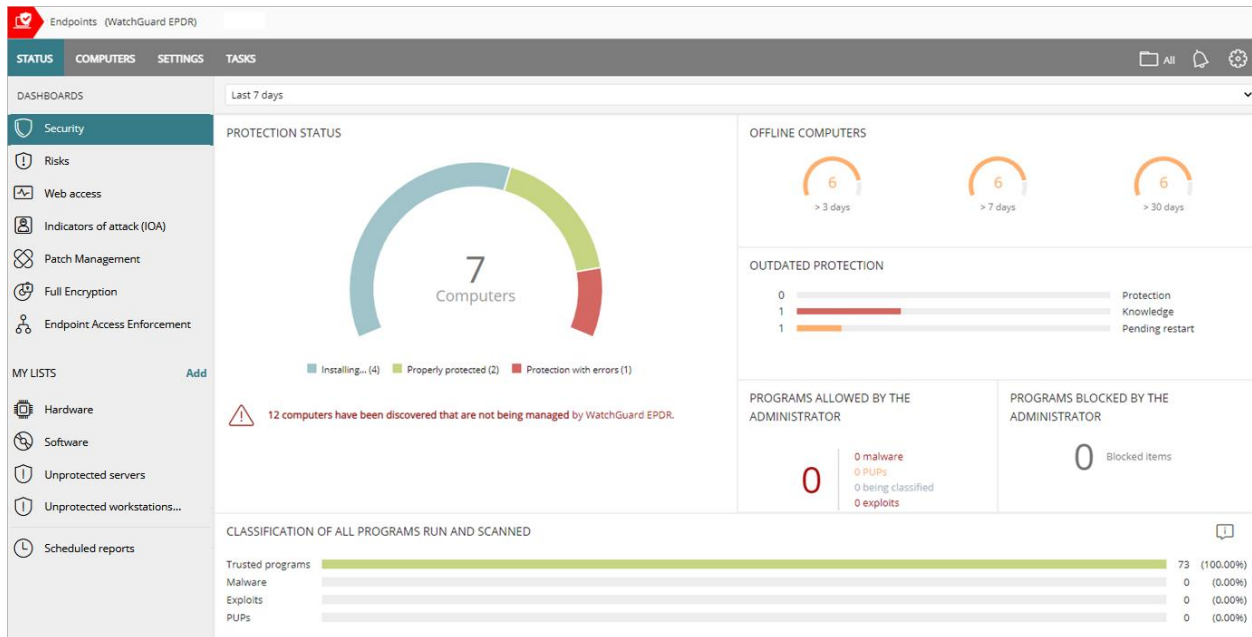 Endpoints (WatchGuard EPDR)
STATUS COMPUTERS SETTINGS TASKS All
DASHBOARDS
Security
Risks
Web access
Indicators of attack (IOA)
Patch Management
Full Encryption
Endpoint Access Enforcement
MY LISTS Add
Hardware
Software
Unprotected servers
Unprotected workstations...
Scheduled reports
Last 7 days
PROTECTION STATUS
7
Computers
Installing... (4) Properly protected (2) Protection with errors (1)
12 computers have been discovered that are not being managed by WatchGuard EPDR.
OFFLINE COMPUTERS
6 6 6
> 3 days > 7 days > 30 days
OUTDATED PROTECTION
0 Protection
1 Knowledge
1 Pending restart
PROGRAMS ALLOWED BY THE
ADMINISTRATOR
0
0 malware
0 PUPs
0 being classified
0 exploits
PROGRAMS BLOCKED BY THE
ADMINISTRATOR
0 Blocked items
CLASSIFICATION OF ALL PROGRAMS RUN AND SCANNED
Trusted programs 73 (100.00%)
Malware 0 (0.00%)
Exploits 0 (0.00%)
PUPs 0 (0.00%)